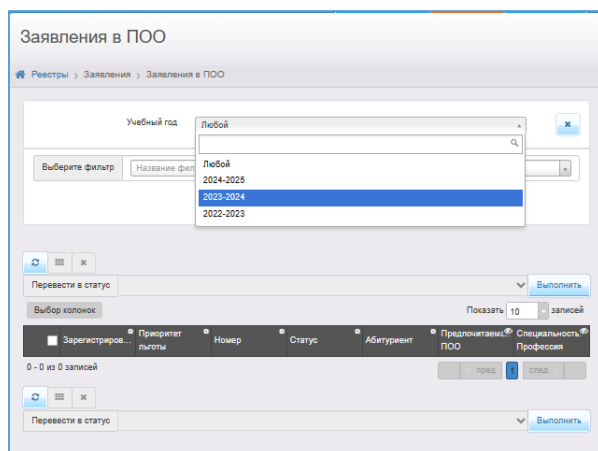 Заявления в ПОО
Реестры > Заявления > Заявления в ПОО
Учебный год Любой
Выберите фильтр Название фил
Любой
2024-2025
2023-2024
2022-2023
Перевести в статус Выполнить
Выбор колонок Показать 10 записей
Зарегистриров... Приоритет льготы Номер Статус Абитуриент Предпочитаем ПОО Специальность Профессия
0 - 0 из 0 записей ‹ пред 1 след ›
Перевести в статус Выполнить